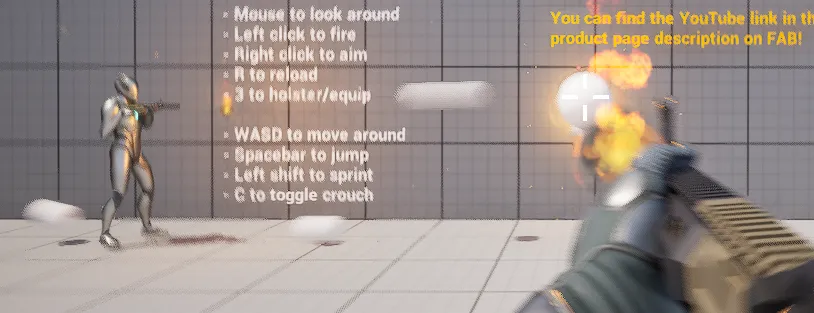 Mouse to look around
Left click to fire
Right click to aim
R to reload
3 to holster/equip
WASD to move around
Spacebar to jump
Left shift to sprint
C to toggle crouch
You can find the YouTube link in th
product page description on FAB!